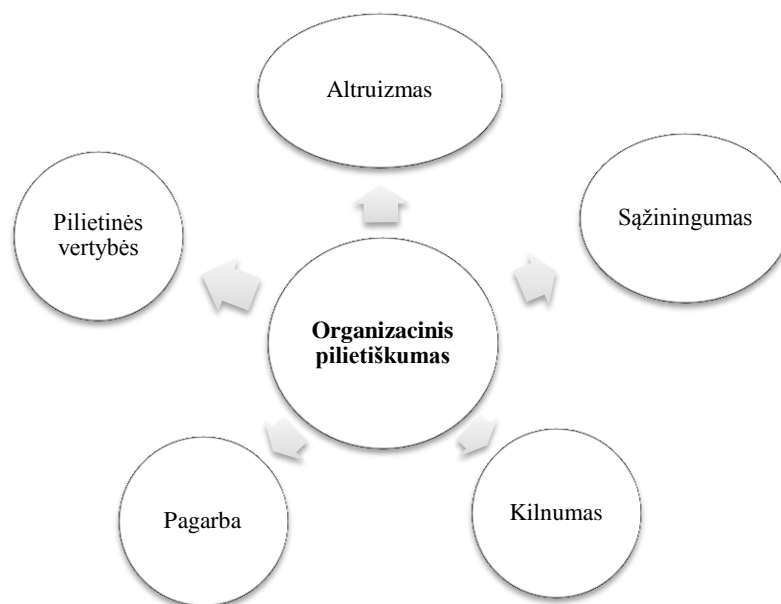 Altruizmas
Sąžiningumas
Pilietinės
vertybės
Organizacinis
pilietiškumas
Pagarba
Kilnumas